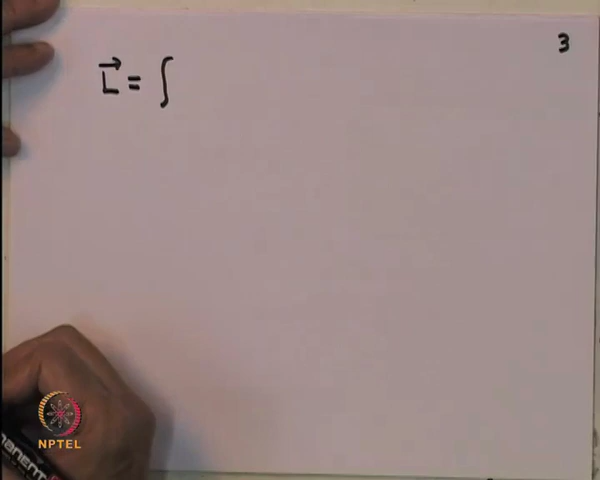 3
L⃗ = ∫
NPTEL